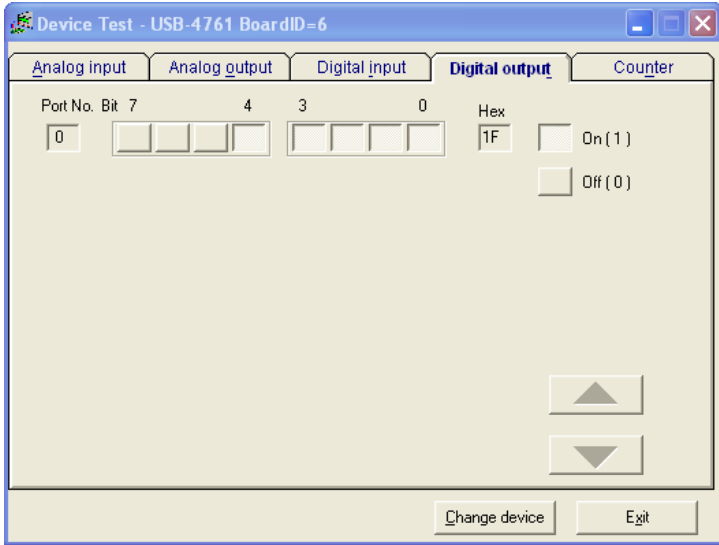 Device Test - USB-4761 BoardID=6
Analog input Analog output Digital input Digital output Counter
Port No. Bit 7 4 3 0 Hex
0 1F On ( 1 )
Off ( 0 )
Change device Exit